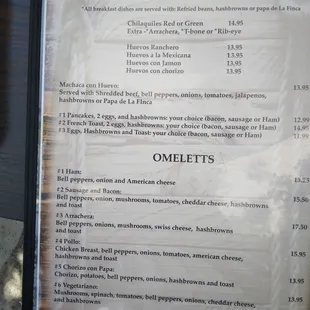 *All breakfast dishes are served with: Refried beans, hashbrowns or papa de La Finca
Chilaquiles Red or Green 14.95
Extra -*Arrachera, *T-bone or *Rib-eye
Huevos Ranchero 13.95
Huevos a la Mexicana 13.95
Huevos con Jamon 13.95
Huevos con chorizo 13.95
Machaca con Huevo: 13.95
Served with Shredded beef, bell peppers, onions, tomatoes, jalapenos,
hashbrowns or Papa de La Finca
#1 Pancakes, 2 eggs, and hashbrowns: your choice (bacon, sausage or Ham) 12.99
#2 French Toast, 2 eggs, hashbrowns: your choice (bacon, sausage or Ham) 13.95
#3 Eggs, Hashbrowns and Toast: your choice (bacon, sausage or Ham) 11.99
OMELETTS
#1 Ham:
Bell peppers, onion and American cheese 15.25
#2 Sausage and Bacon:
Bell peppers, onion, mushrooms, tomatoes, cheddar cheese, hashbrowns 15.50
and toast
#3 Arrachera:
Bell peppers, onions, mushrooms, swiss cheese, hashbrowns 17.50
and toast
#4 Pollo:
Chicken Breast, bell peppers, onions, tomatoes, american cheese, 15.95
hashbrowns and toast
#5 Chorizo con Papa:
Chorizo, potatoes, bell peppers, onions, hashbrowns and toast 13.95
#6 Vegetariano:
Mushrooms, spinach, tomatoes, bell peppers, onions, cheddar cheese, 13.95
and hashbrowns